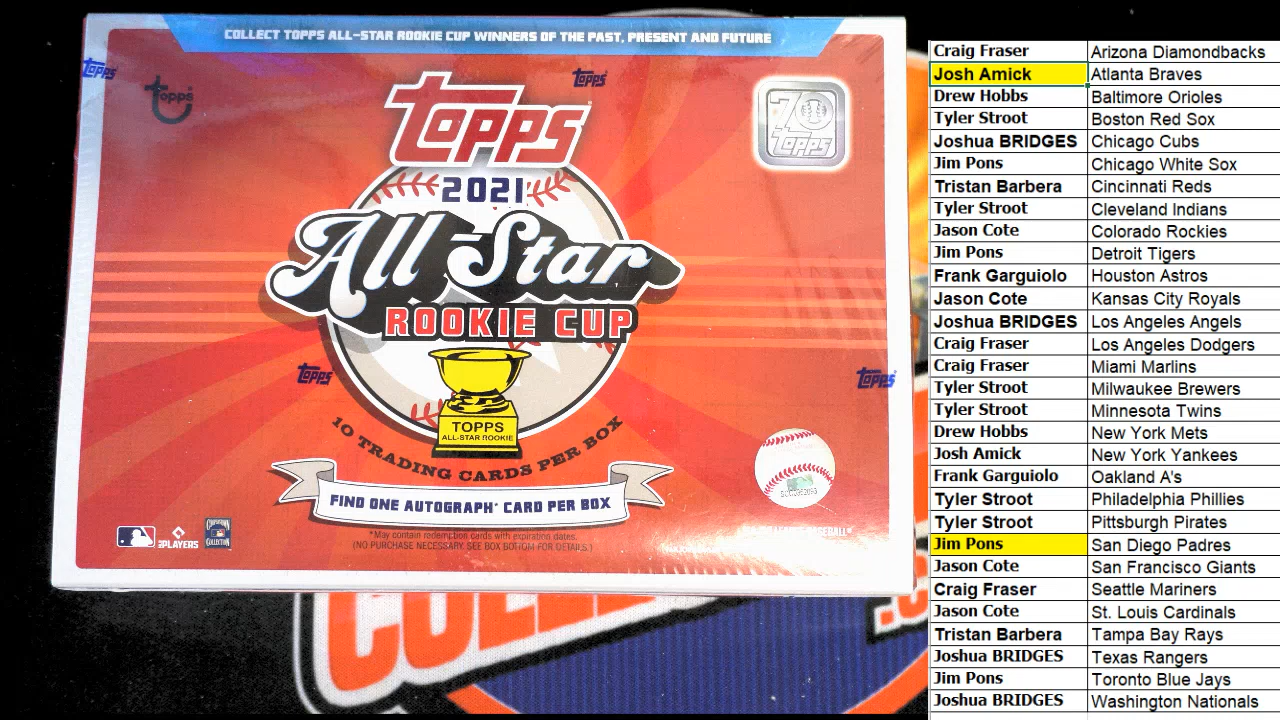 COLLECT TOPPS ALL-STAR ROOKIE CUP WINNERS OF THE PAST, PRESENT AND FUTURE
Topps
Topps
Topps
70
Topps
Topps
2021
All-Star
ROOKIE CUP
Topps
Topps
TOPPS
ALL-STAR ROOKIE
10 TRADING CARDS PER BOX
FIND ONE AUTOGRAPH* CARD PER BOX
*May contain redemption cards with expiration dates.
(NO PURCHASE NECESSARY. SEE BOX BOTTOM FOR DETAILS.)
PLAYERS
Craig Fraser Arizona Diamondbacks
Josh Amick Atlanta Braves
Drew Hobbs Baltimore Orioles
Tyler Stroot Boston Red Sox
Joshua BRIDGES Chicago Cubs
Jim Pons Chicago White Sox
Tristan Barbera Cincinnati Reds
Tyler Stroot Cleveland Indians
Jason Cote Colorado Rockies
Jim Pons Detroit Tigers
Frank Garguiolo Houston Astros
Jason Cote Kansas City Royals
Joshua BRIDGES Los Angeles Angels
Craig Fraser Los Angeles Dodgers
Craig Fraser Miami Marlins
Tyler Stroot Milwaukee Brewers
Tyler Stroot Minnesota Twins
Drew Hobbs New York Mets
Josh Amick New York Yankees
Frank Garguiolo Oakland A's
Tyler Stroot Philadelphia Phillies
Tyler Stroot Pittsburgh Pirates
Jim Pons San Diego Padres
Jason Cote San Francisco Giants
Craig Fraser Seattle Mariners
Jason Cote St. Louis Cardinals
Tristan Barbera Tampa Bay Rays
Joshua BRIDGES Texas Rangers
Jim Pons Toronto Blue Jays
Joshua BRIDGES Washington Nationals